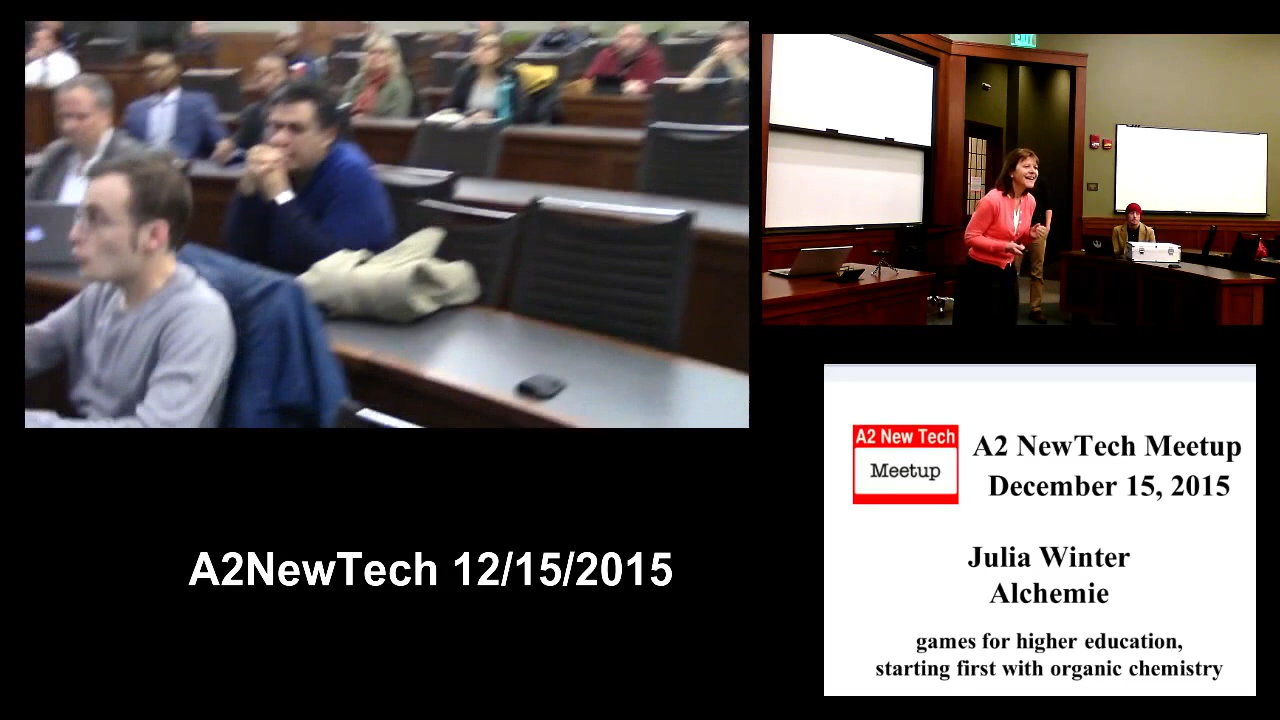 A2NewTech 12/15/2015
A2 New Tech
Meetup
A2 NewTech Meetup
December 15, 2015
Julia Winter
Alchemie
games for higher education,
starting first with organic chemistry